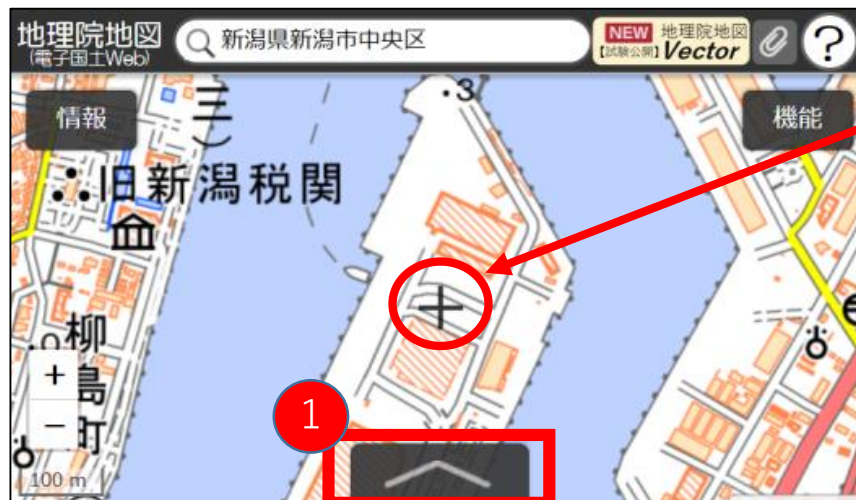 地理院地図
(電子国土Web)
新潟県新潟市中央区
NEW 地理院地図
【試験公開】Vector
?
情報
機能
・3
三
旧新潟税関
柳
島
町
+
−
1
100 m